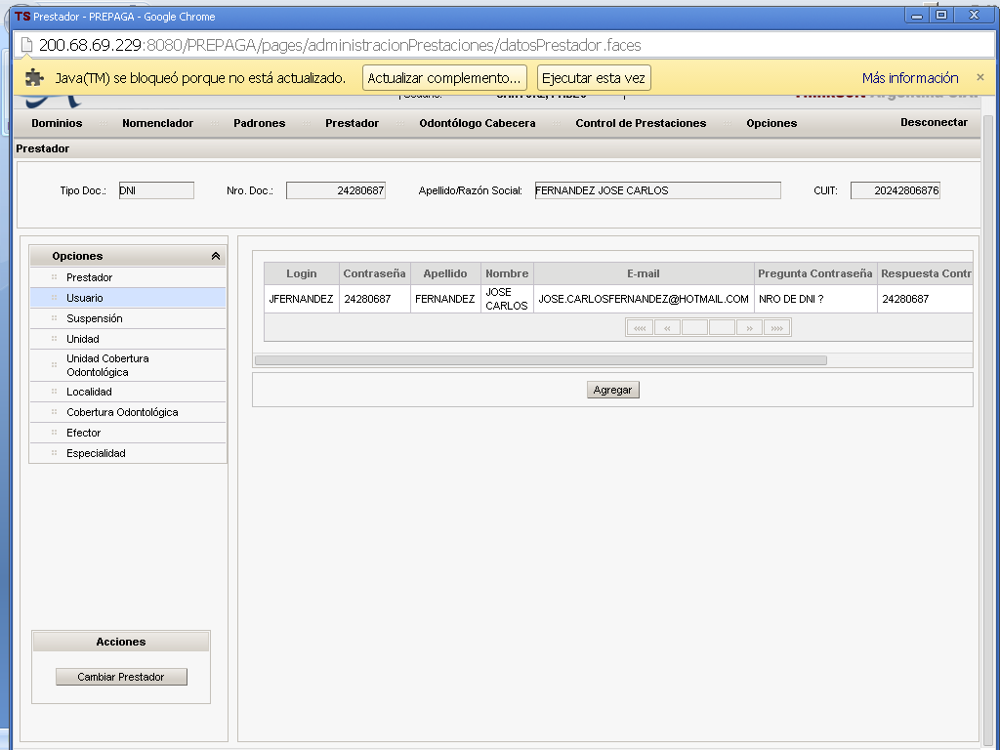 TS Prestador - PREPAGA - Google Chrome
200.68.69.229:8080/PREPAGA/pages/administracionPrestaciones/datosPrestador.faces
Java(TM) se bloqueó porque no está actualizado. Actualizar complemento... Ejecutar esta vez Más información
Dominios Nomenclador Padrones Prestador Odontólogo Cabecera Control de Prestaciones Opciones Desconectar
Prestador
Tipo Doc.: DNI Nro. Doc.: 24280687 Apellido/Razón Social: FERNANDEZ JOSE CARLOS CUIT: 20242806876
Opciones
Prestador
Usuario
Suspensión
Unidad
Unidad Cobertura
Odontológica
Localidad
Cobertura Odontológica
Efector
Especialidad
Login Contraseña Apellido Nombre E-mail Pregunta Contraseña Respuesta Contr
JFERNANDEZ 24280687 FERNANDEZ JOSE CARLOS JOSE.CARLOSFERNANDEZ@HOTMAIL.COM NRO DE DNI ? 24280687
«« « » »»
Agregar
Acciones
Cambiar Prestador